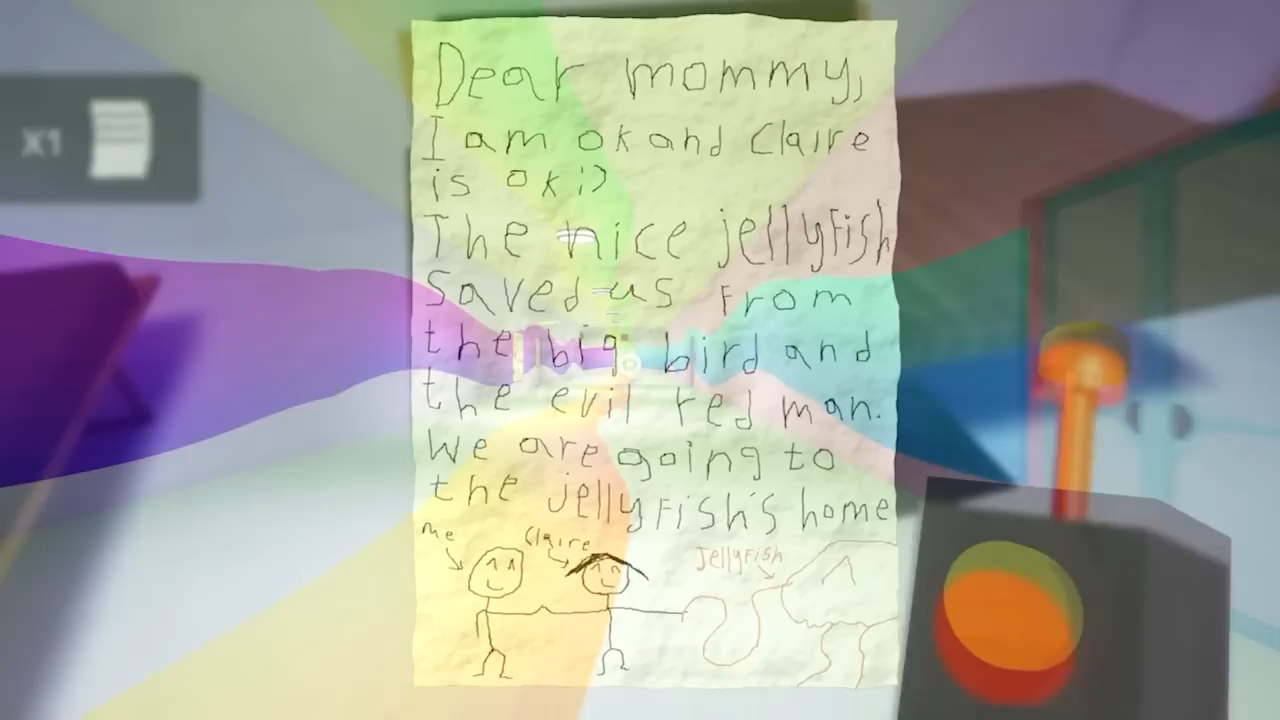 X1
Dear mommy,
I am ok and Claire
is ok :)
The nice jellyfish
saved us from
the big bird and
the evil red man.
We are going to
the jellyfish's home
me
Claire
Jellyfish